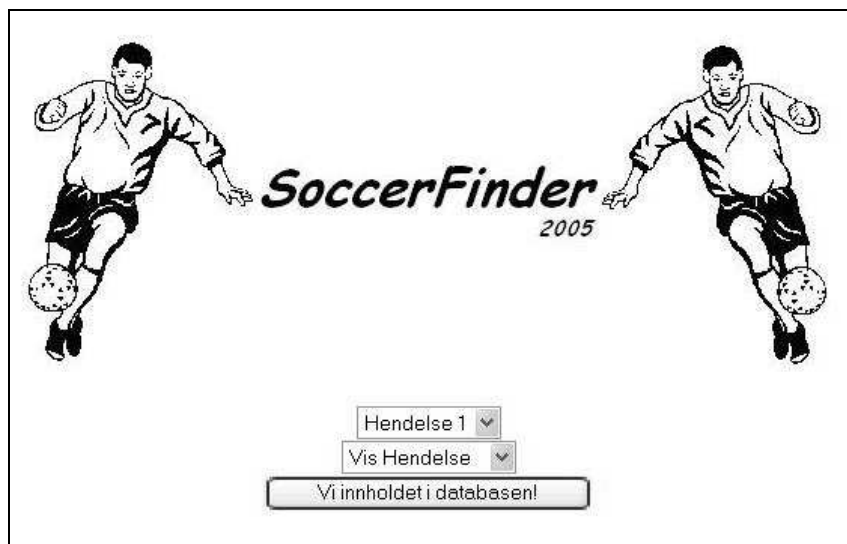 SoccerFinder
2005
Hendelse 1
Vis Hendelse
Vi innholdet i databasen!